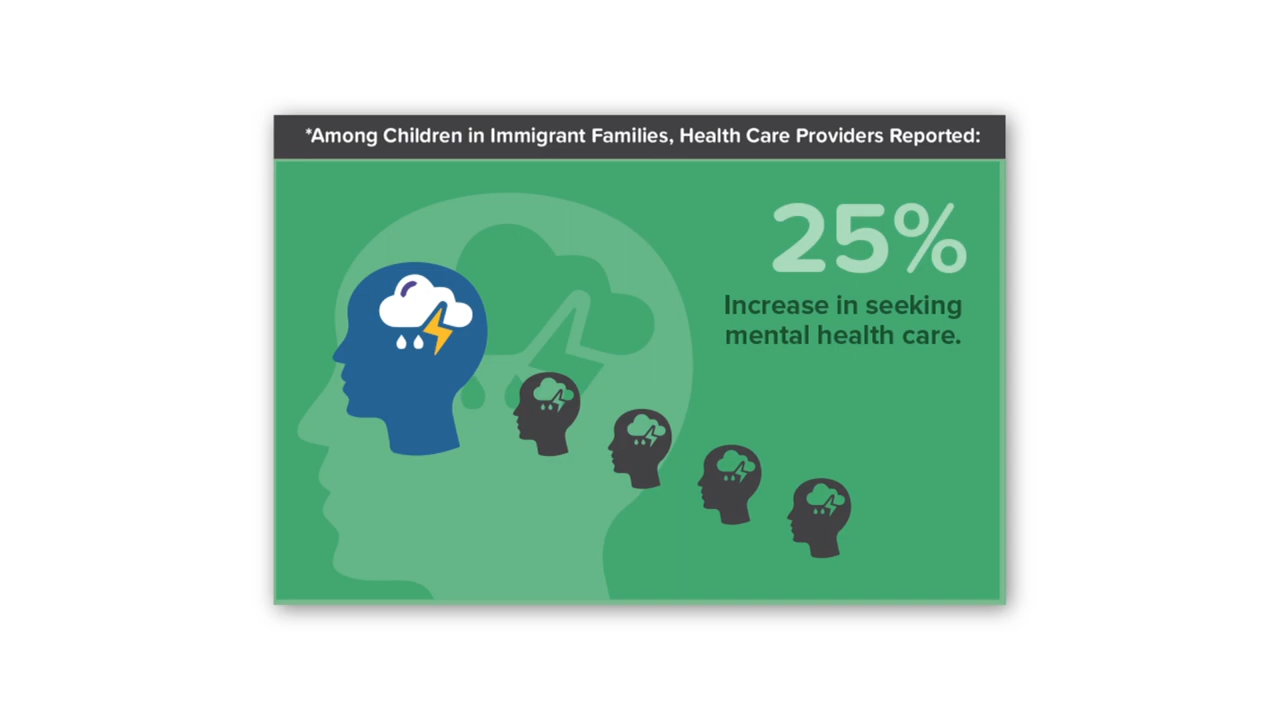 *Among Children in Immigrant Families, Health Care Providers Reported:
25%
Increase in seeking
mental health care.